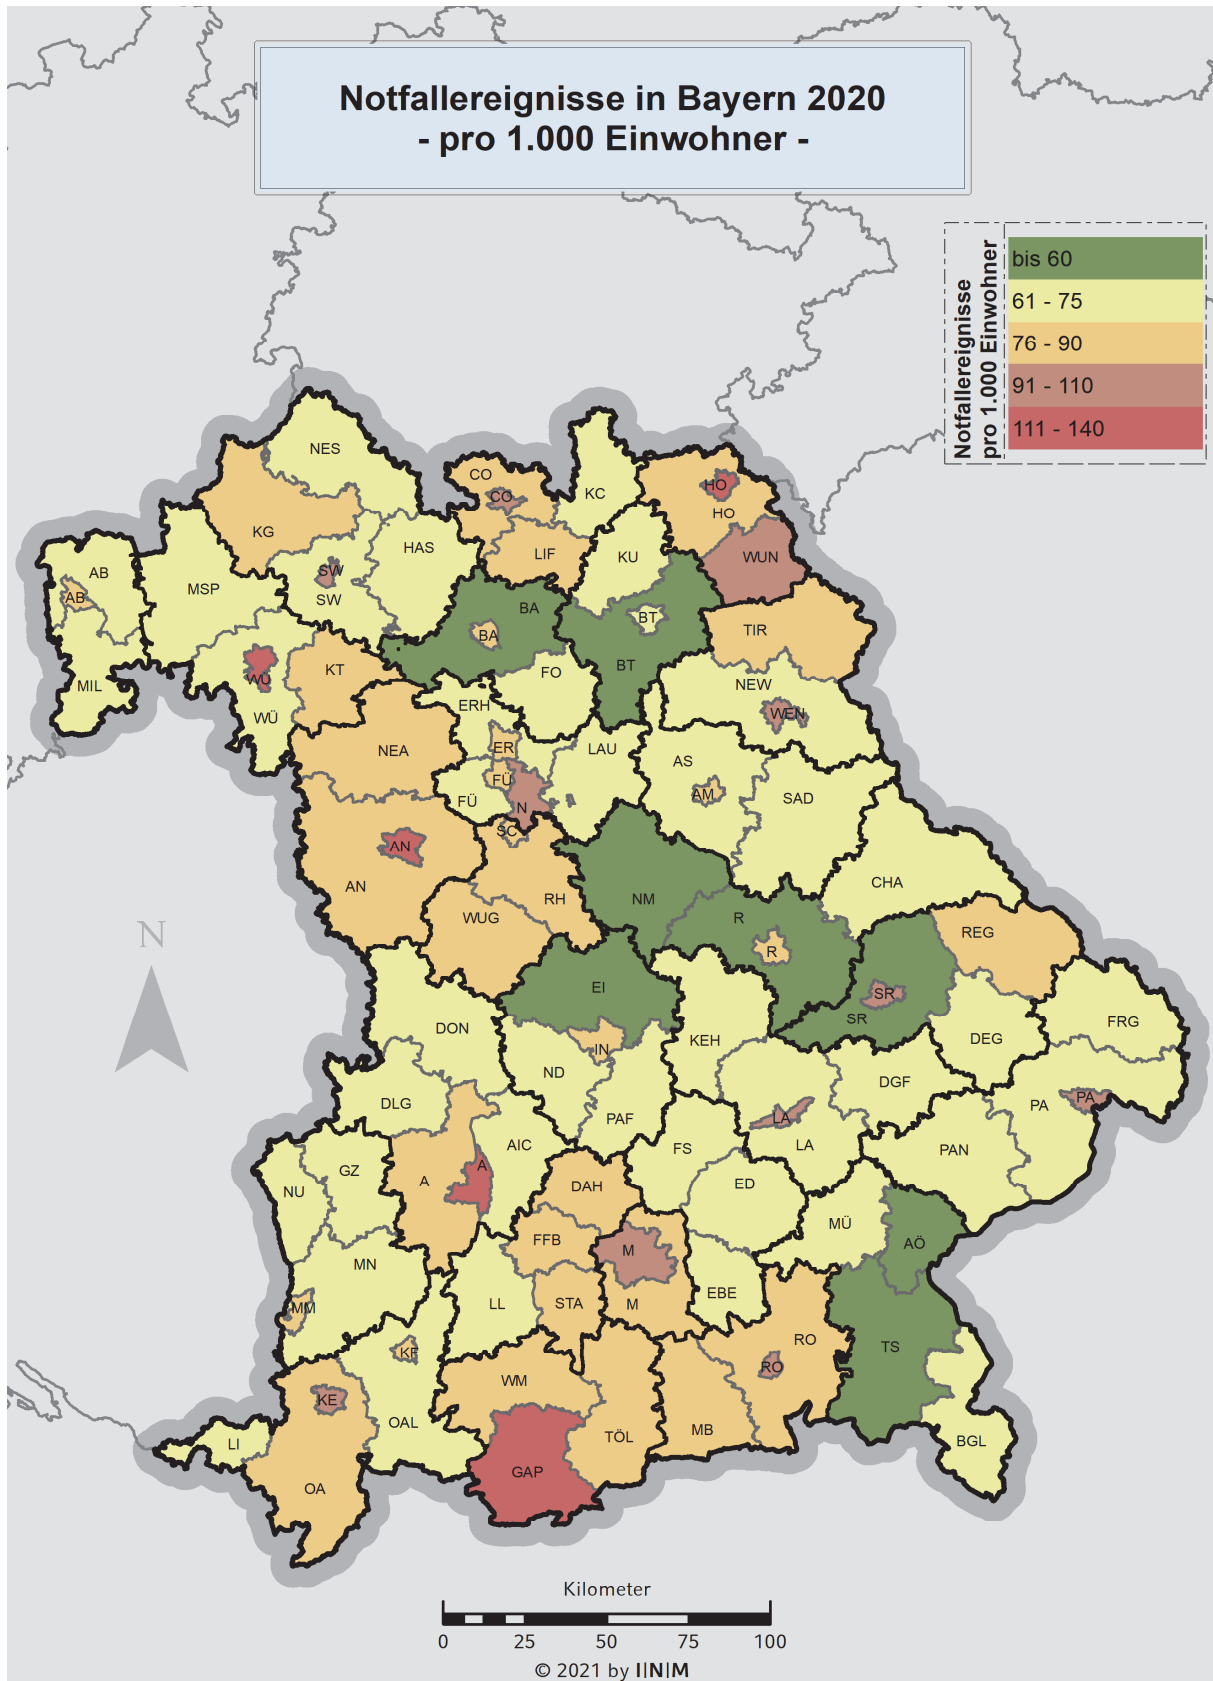 Notfallereignisse in Bayern 2020
- pro 1.000 Einwohner -
Notfallereignisse
pro 1.000 Einwohner
bis 60
61 - 75
76 - 90
91 - 110
111 - 140
NES
CO
CO
KC
HO
HO
KG
HAS
LIF
KU
WUN
AB
AB
MSP
SW
SW
BA
BA
BT
BT
TIR
MIL
WÜ
WÜ
KT
FO
NEW
WEN
ERH
NEA
ER
LAU
AS
FÜ
FÜ
N
AM
SAD
SC
AN
AN
RH
WUG
NM
CHA
R
R
REG
N
EI
SR
SR
DON
KEH
DEG
FRG
IN
ND
DGF
DLG
PAF
LA
LA
PA
PA
AIC
FS
PAN
GZ
A
A
NU
DAH
ED
MÜ
AÖ
FFB
M
M
MN
EBE
MM
LL
STA
RO
RO
TS
KF
WM
KE
OAL
TÖL
MB
BGL
LI
GAP
OA
Kilometer
0 25 50 75 100
© 2021 by I|N|M